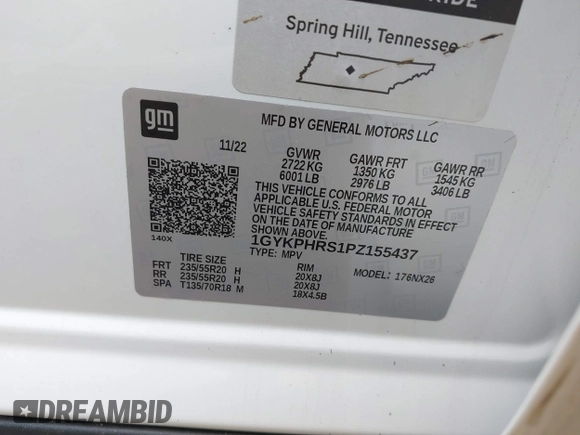 RIDE
Spring Hill, Tennessee
gm
MFD BY GENERAL MOTORS LLC
11/22 GVWR GAWR FRT GAWR RR
2722 KG 1350 KG 1545 KG
6001 LB 2976 LB 3406 LB
THIS VEHICLE CONFORMS TO ALL
APPLICABLE U.S. FEDERAL MOTOR
VEHICLE SAFETY STANDARDS IN EFFECT
ON THE DATE OF MANUFACTURE
SHOWN ABOVE.
140X
1GYKPHRS1PZ155437
TYPE: MPV MODEL: 176NX26
TIRE SIZE RIM
FRT 235/55R20 H 20X8J
RR 235/55R20 H 20X8J
SPA T135/70R18 M 18X4.5B
DREAMBID